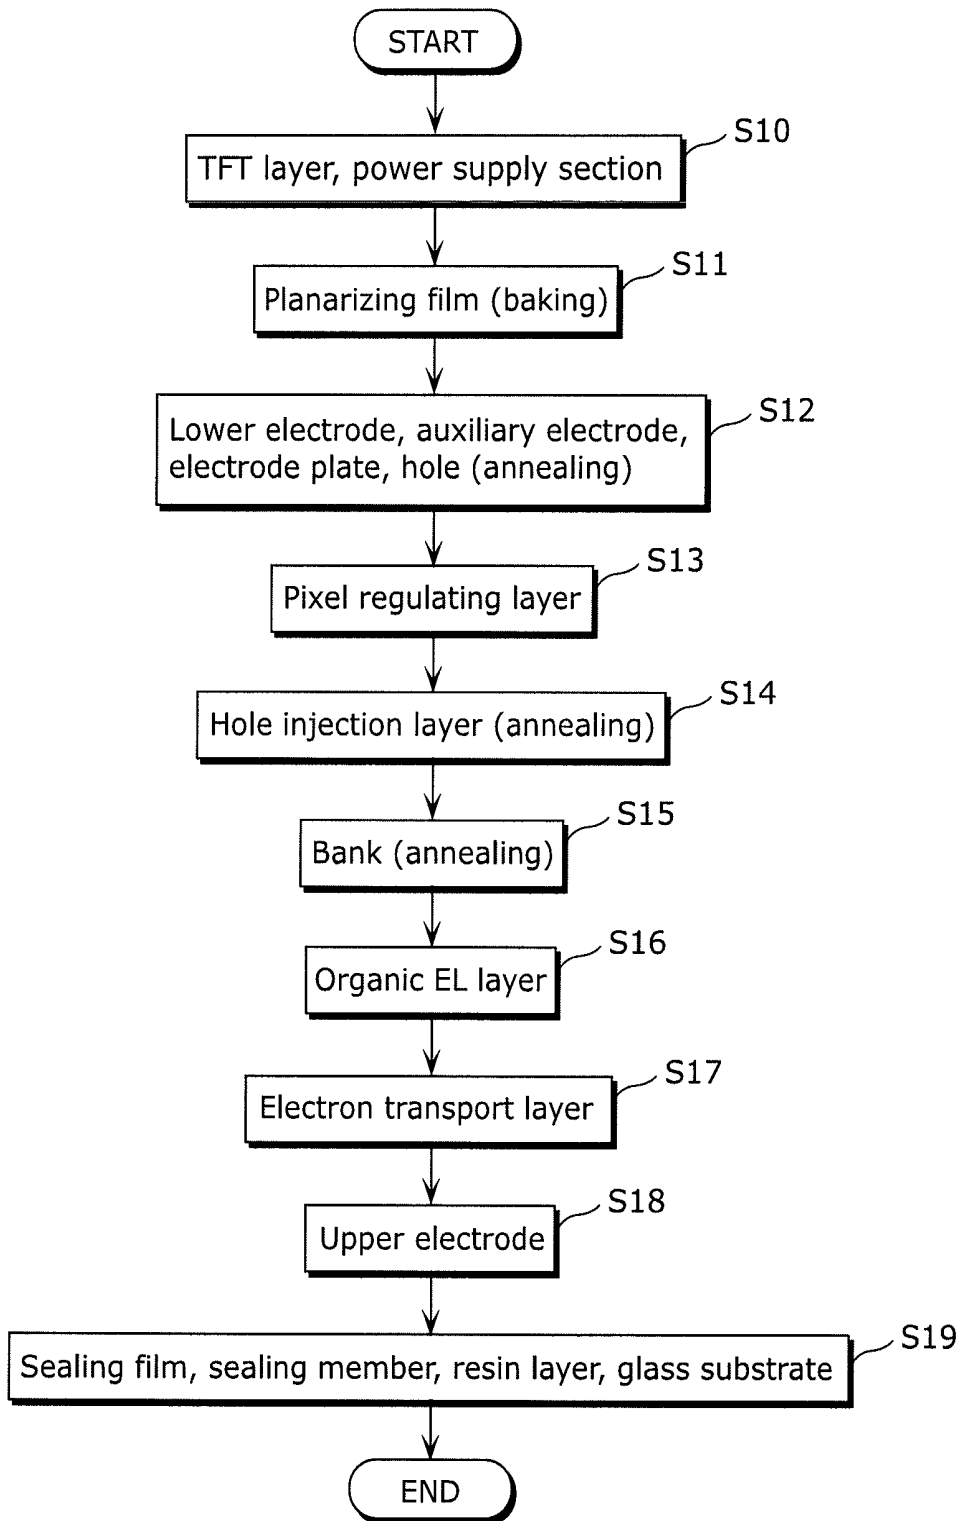 START
S10
TFT layer, power supply section
S11
Planarizing film (baking)
S12
Lower electrode, auxiliary electrode,
electrode plate, hole (annealing)
S13
Pixel regulating layer
S14
Hole injection layer (annealing)
S15
Bank (annealing)
S16
Organic EL layer
S17
Electron transport layer
S18
Upper electrode
S19
Sealing film, sealing member, resin layer, glass substrate
END